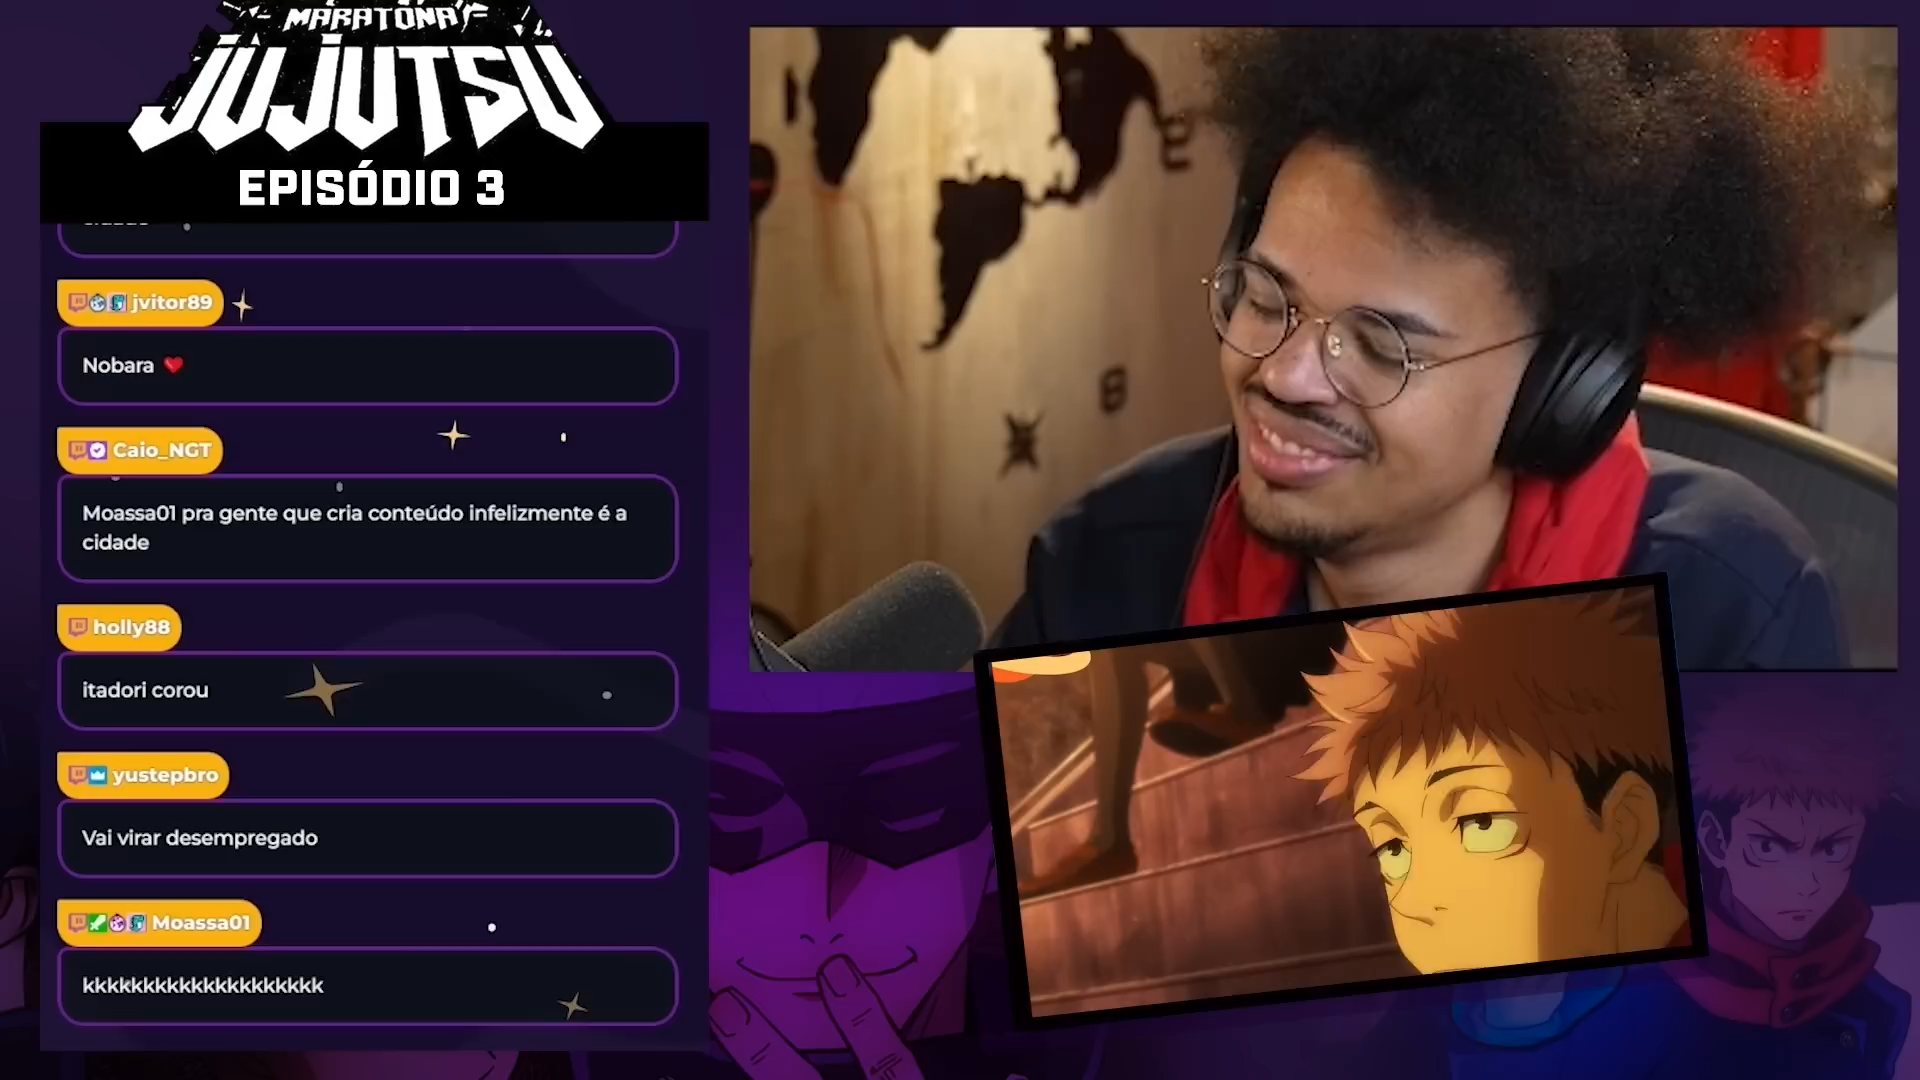 MARATONA
JUJUTSU
EPISÓDIO 3
jvitor89
Nobara ❤️
Caio_NGT
Moassa01 pra gente que cria conteúdo infelizmente é a
cidade
holly88
itadori corou
yustepbro
Vai virar desempregado
Moassa01
kkkkkkkkkkkkkkkkkkkk